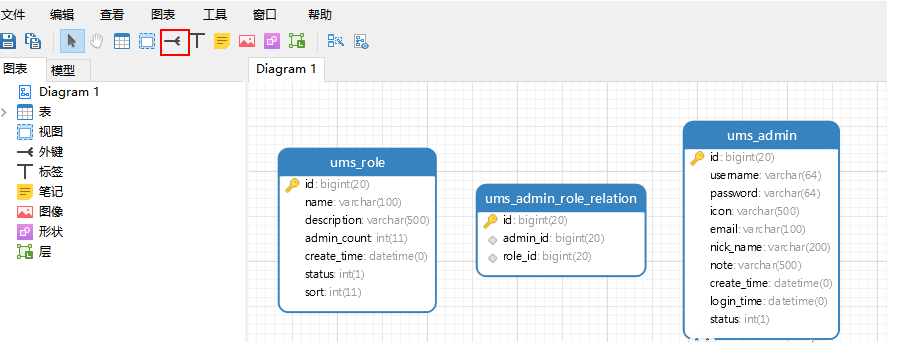 文件 编辑 查看 图表 工具 窗口 帮助
图表 模型
Diagram 1
Diagram 1
表
视图
外键
标签
笔记
图像
形状
层
ums_role
id: bigint(20)
name: varchar(100)
description: varchar(500)
admin_count: int(11)
create_time: datetime(0)
status: int(1)
sort: int(11)
ums_admin_role_relation
id: bigint(20)
admin_id: bigint(20)
role_id: bigint(20)
ums_admin
id: bigint(20)
username: varchar(64)
password: varchar(64)
icon: varchar(500)
email: varchar(100)
nick_name: varchar(200)
note: varchar(500)
create_time: datetime(0)
login_time: datetime(0)
status: int(1)